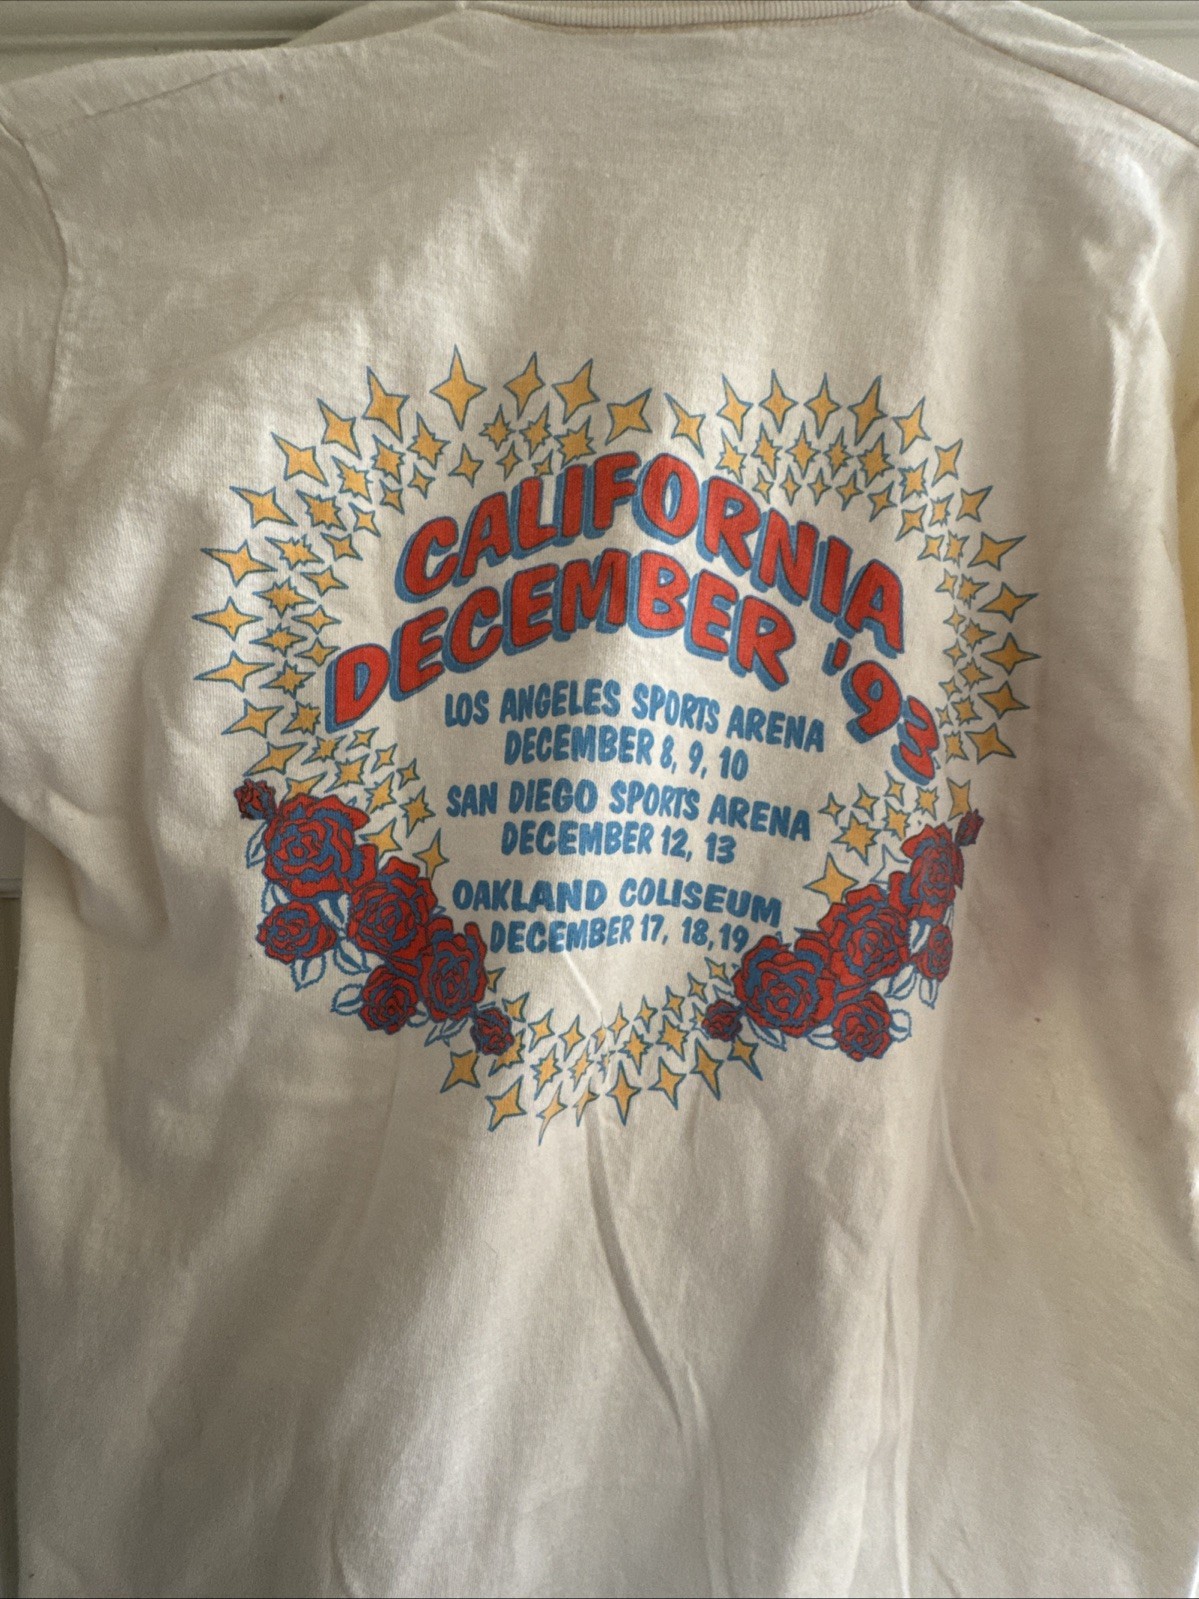 CALIFORNIA
DECEMBER '93
LOS ANGELES SPORTS ARENA
DECEMBER 8, 9, 10
SAN DIEGO SPORTS ARENA
DECEMBER 12, 13
OAKLAND COLISEUM
DECEMBER 17, 18, 19